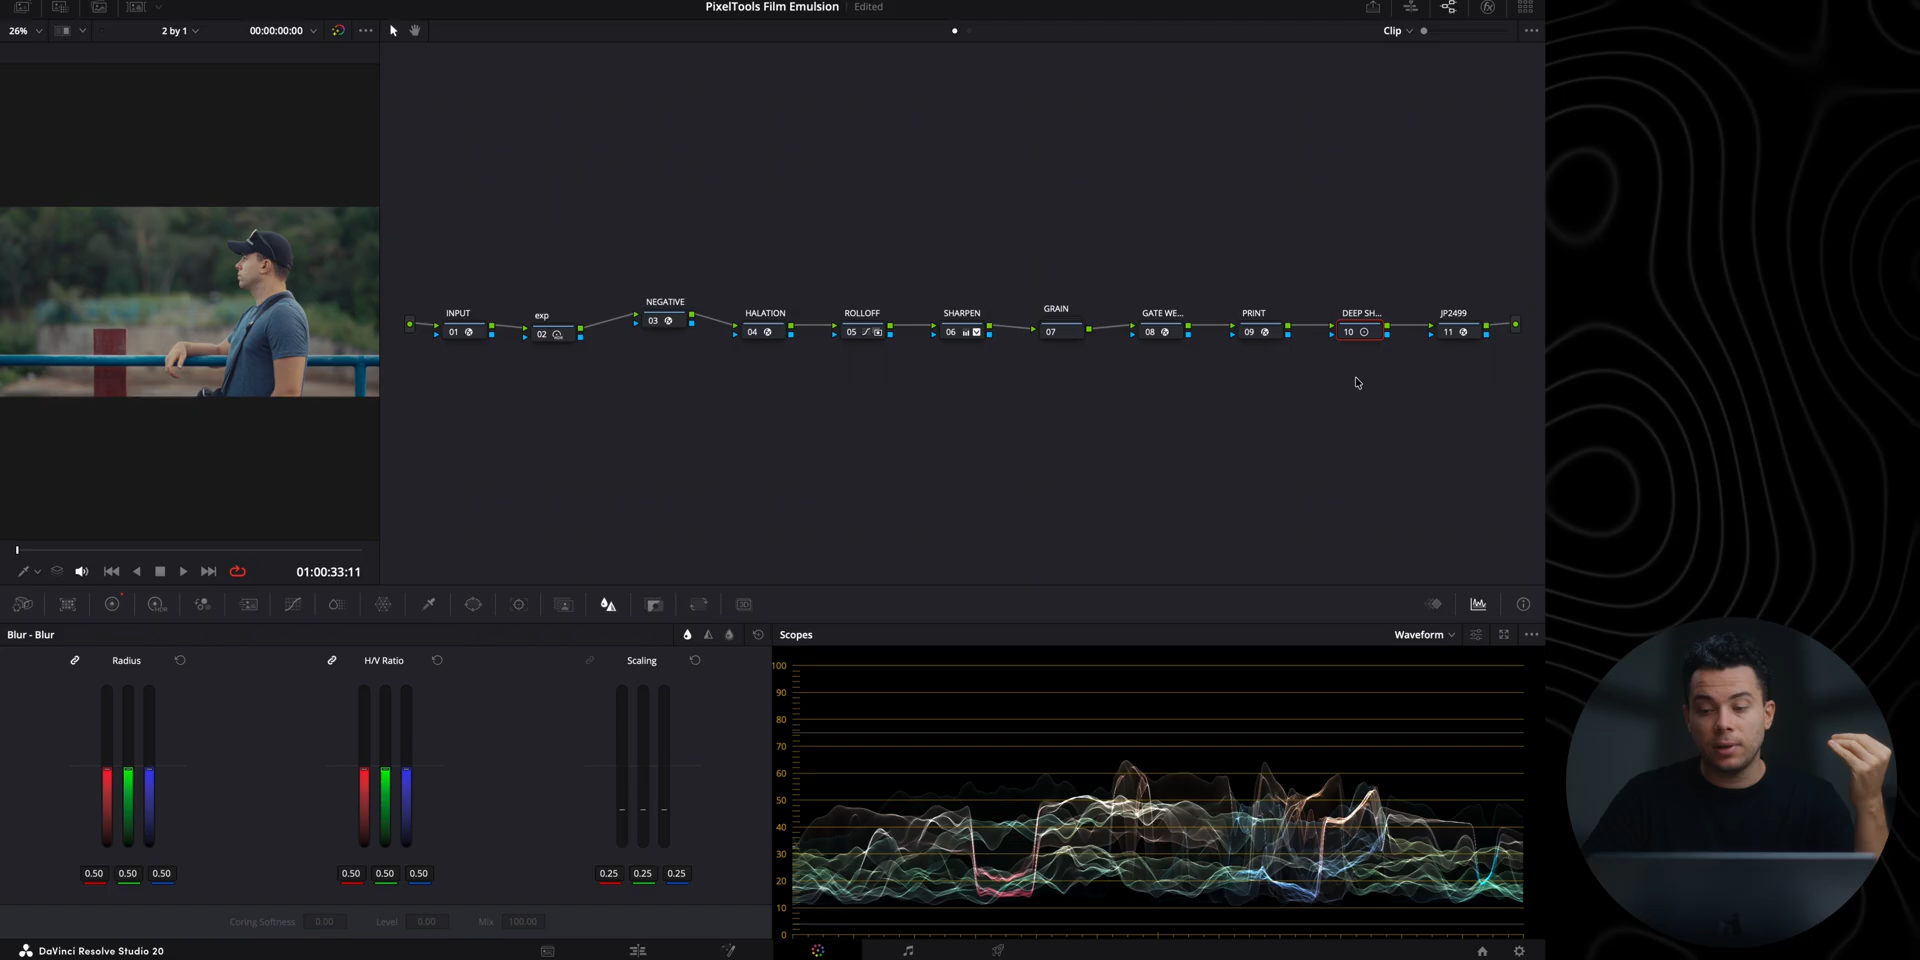 PixelTools Film Emulsion Edited
26% 2 by 1 00:00:00:00 Clip
INPUT
01
exp
02
NEGATIVE
03
HALATION
04
ROLLOFF
05
SHARPEN
06
GRAIN
07
GATE WE...
08
PRINT
09
DEEP SH...
10
JP2499
11
01:00:33:11
3D
Blur - Blur
Radius H/V Ratio Scaling
0.50 0.50 0.50 0.50 0.50 0.50 0.25 0.25 0.25
Coring Softness 0.00 Level 0.00 Mix 100.00
Scopes Waveform
100
90
80
70
60
50
40
30
20
10
0
DaVinci Resolve Studio 20